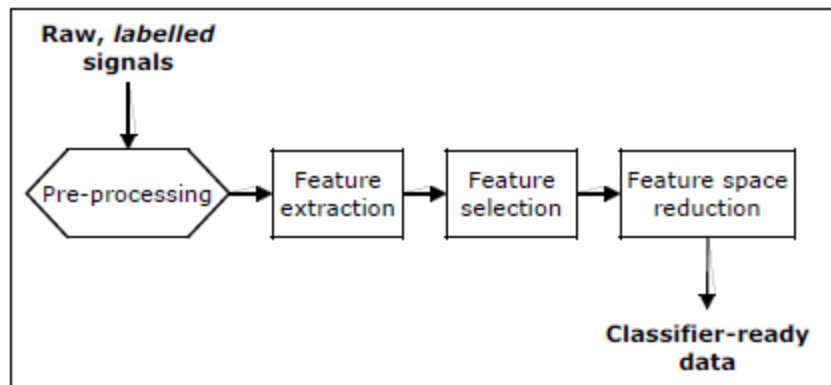 Raw, labelled
signals
Pre-processing
Feature
extraction
Feature
selection
Feature space
reduction
Classifier-ready
data